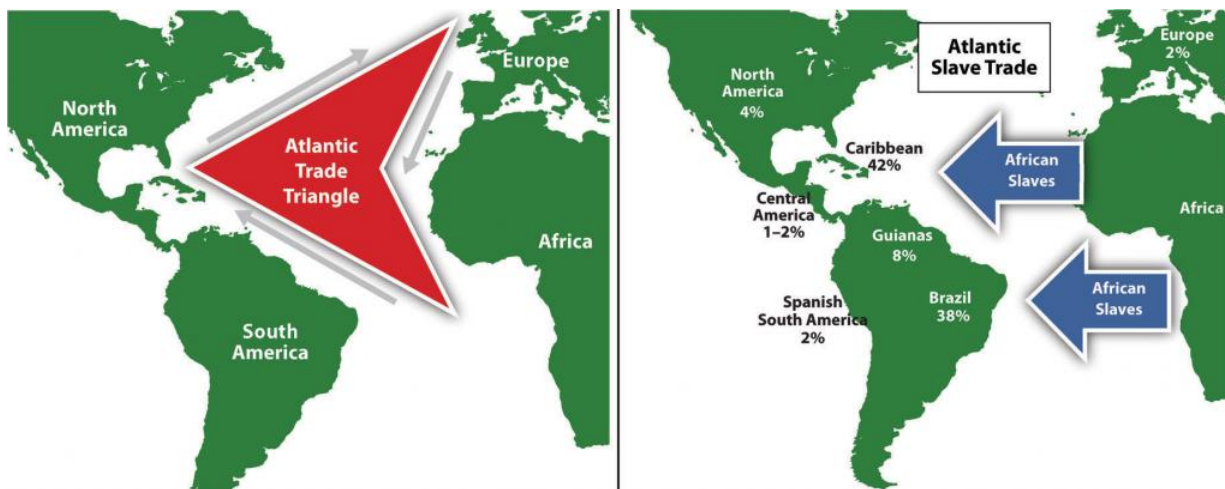 North
America
Atlantic
Trade
Triangle
Europe
Africa
South
America
Atlantic
Slave Trade
Europe
2%
North
America
4%
Caribbean
42%
African
Slaves
Central
America
1–2%
Africa
Guianas
8%
Spanish
South America
2%
Brazil
38%
African
Slaves